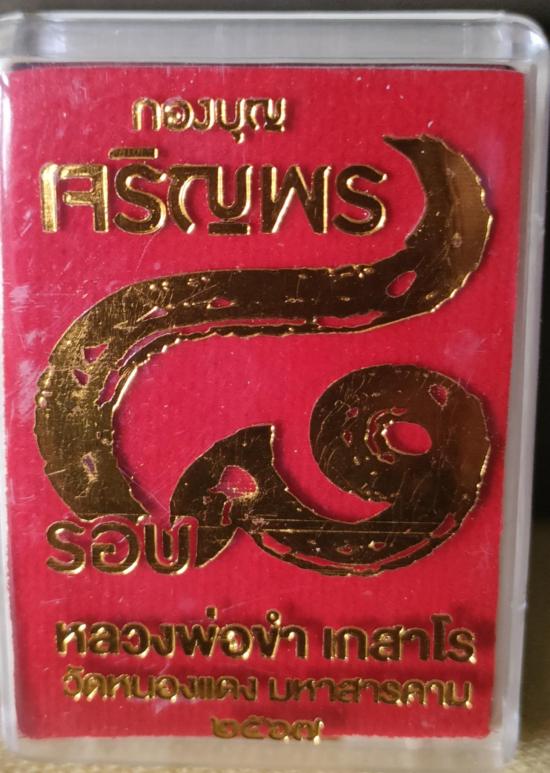 กองบุญ
เจริญพร
๘
รอบ
หลวงพ่อขำ เกสาโร
วัดหนองแดง มหาสารคาม
๒๕๖๗